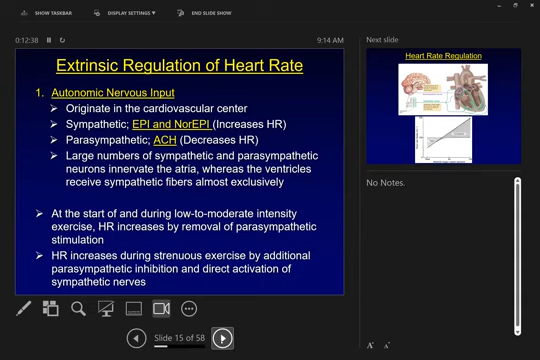 SHOW TASKBAR
DISPLAY SETTINGS ▾
END SLIDE SHOW
0:12:38
9:14 AM
Extrinsic Regulation of Heart Rate
1. Autonomic Nervous Input
Originate in the cardiovascular center
Sympathetic; EPI and NorEPI (Increases HR)
Parasympathetic; ACH (Decreases HR)
Large numbers of sympathetic and parasympathetic
neurons innervate the atria, whereas the ventricles
receive sympathetic fibers almost exclusively
At the start of and during low-to-moderate intensity
exercise, HR increases by removal of parasympathetic
stimulation
HR increases during strenuous exercise by additional
parasympathetic inhibition and direct activation of
sympathetic nerves
Slide 15 of 58
Next slide
Heart Rate Regulation
No Notes.
A A